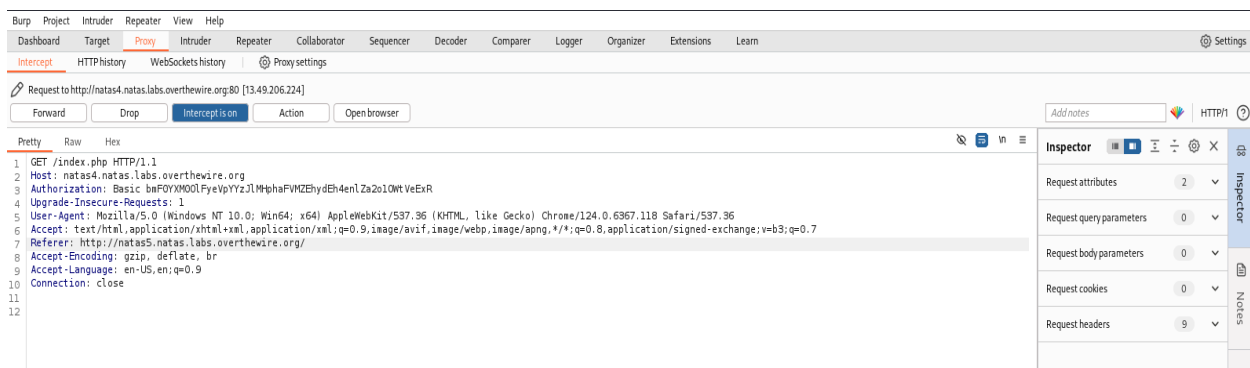 Burp Project Intruder Repeater View Help
Dashboard Target Proxy Intruder Repeater Collaborator Sequencer Decoder Comparer Logger Organizer Extensions Learn Settings
Intercept HTTP history WebSockets history Proxy settings
Request to http://natas4.natas.labs.overthewire.org:80 [13.49.206.224]
Forward Drop Intercept is on Action Open browser Add notes HTTP/1
Pretty Raw Hex \n
Inspector
1 GET /index.php HTTP/1.1
2 Host: natas4.natas.labs.overthewire.org
3 Authorization: Basic
4 Upgrade-Insecure-Requests: 1
5 User-Agent: Mozilla/5.0 (Windows NT 10.0; Win64; x64) AppleWebKit/537.36 (KHTML, like Gecko) Chrome/124.0.6367.118 Safari/537.36
6 Accept: text/html,application/xhtml+xml,application/xml;q=0.9,image/avif,image/webp,image/apng,*/*;q=0.8,application/signed-exchange;v=b3;q=0.7
7 Referer: http://natas5.natas.labs.overthewire.org/
8 Accept-Encoding: gzip, deflate, br
9 Accept-Language: en-US,en;q=0.9
10 Connection: close
11
12
Request attributes 2
Request query parameters 0
Request body parameters 0
Request cookies 0
Request headers 9
Inspector
Notes